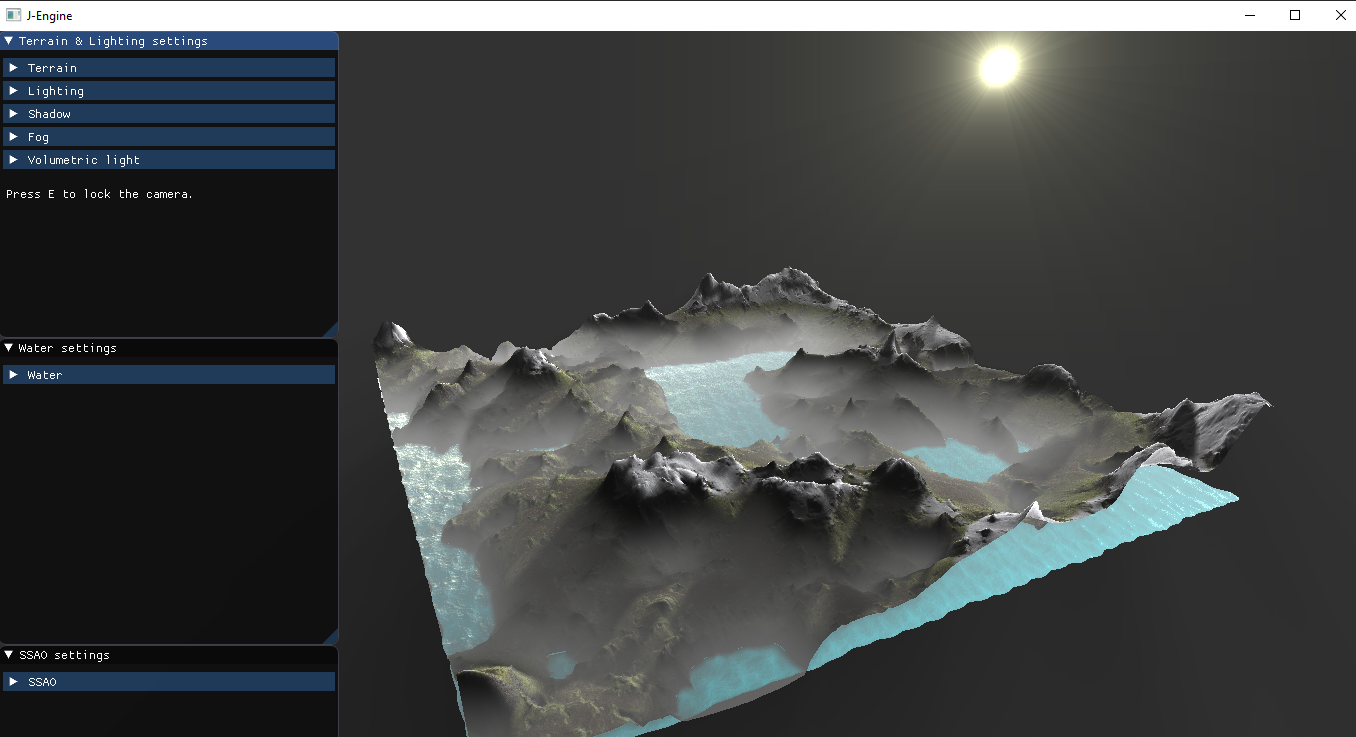 J-Engine
Terrain & Lighting settings
Terrain
Lighting
Shadow
Fog
Volumetric light
Press E to lock the camera.
Water settings
Water
SSAO settings
SSAO